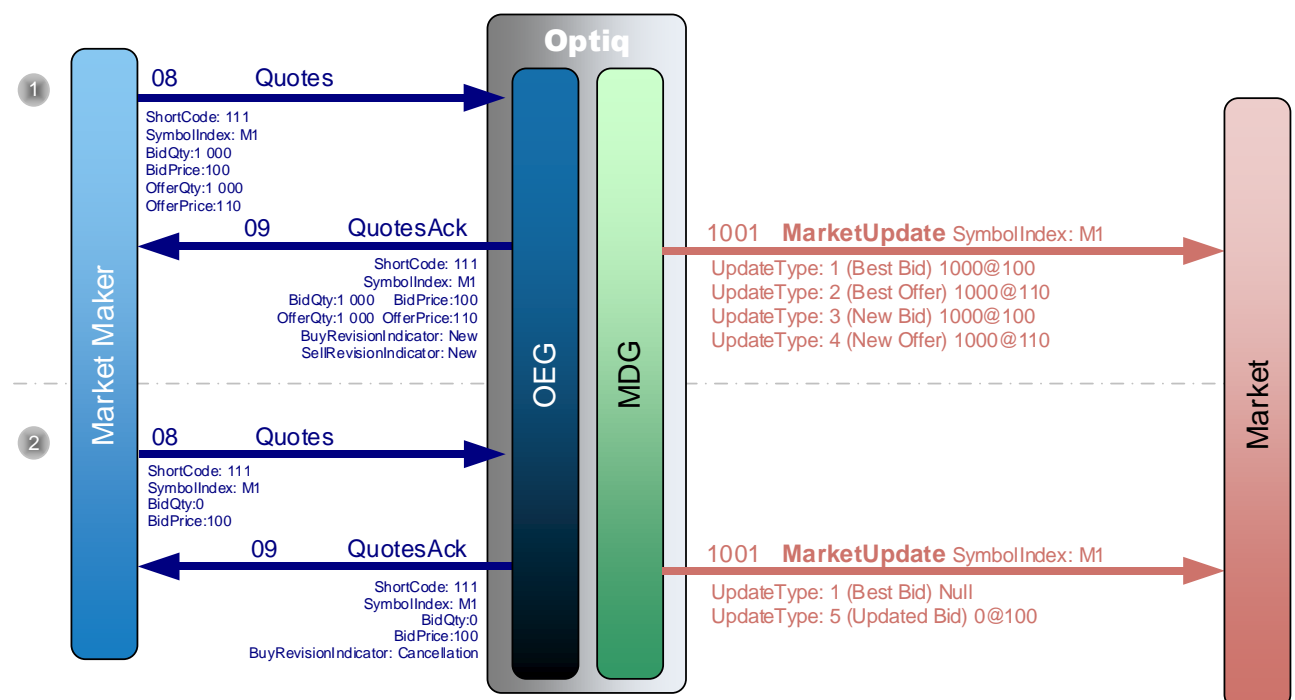 Optiq
1
08 Quotes
ShortCode: 111
SymbolIndex: M1
BidQty:1 000
BidPrice:100
OfferQty:1 000
OfferPrice:110
09 QuotesAck
ShortCode: 111
SymbolIndex: M1
BidQty:1 000 BidPrice:100
OfferQty:1 000 OfferPrice:110
BuyRevisionIndicator: New
SellRevisionIndicator: New
1001 MarketUpdate SymbolIndex: M1
UpdateType: 1 (Best Bid) 1000@100
UpdateType: 2 (Best Offer) 1000@110
UpdateType: 3 (New Bid) 1000@100
UpdateType: 4 (New Offer) 1000@110
Market Maker
OEG
MDG
Market
2
08 Quotes
ShortCode: 111
SymbolIndex: M1
BidQty:0
BidPrice:100
09 QuotesAck
ShortCode: 111
SymbolIndex: M1
BidQty:0
BidPrice:100
BuyRevisionIndicator: Cancellation
1001 MarketUpdate SymbolIndex: M1
UpdateType: 1 (Best Bid) Null
UpdateType: 5 (Updated Bid) 0@100